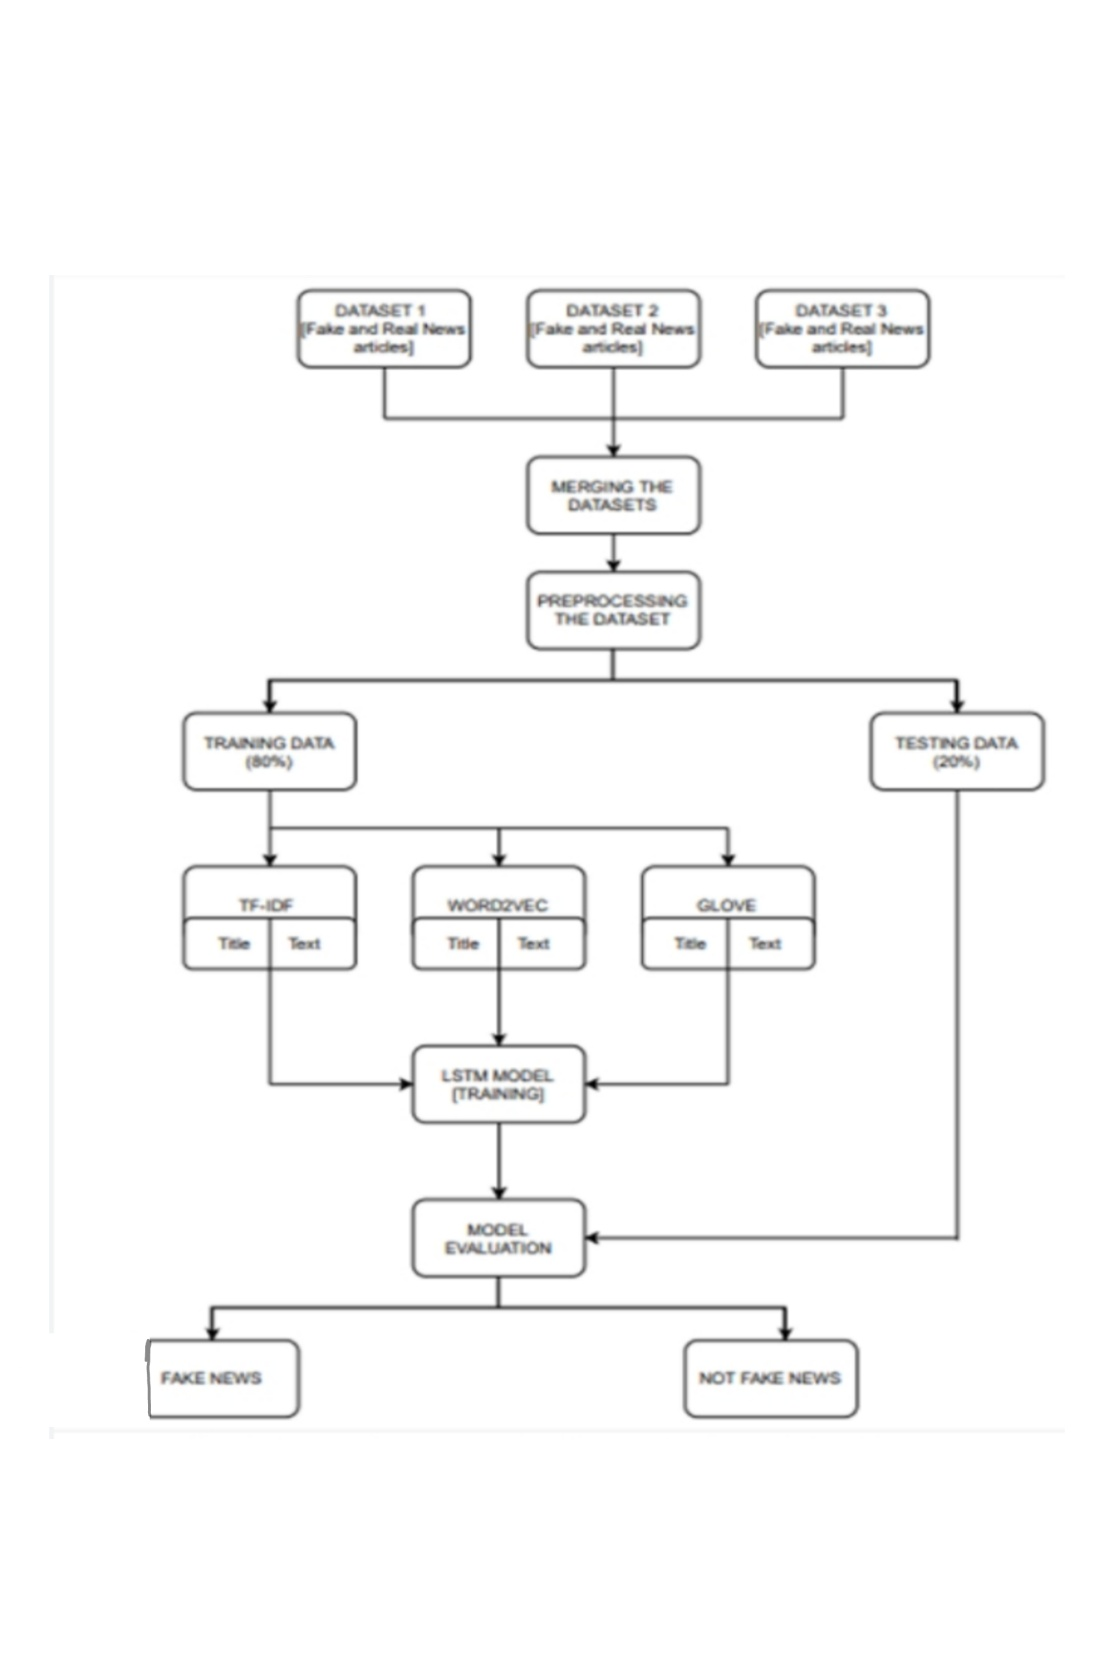 DATASET 1
[Fake and Real News
articles]
DATASET 2
[Fake and Real News
articles]
DATASET 3
[Fake and Real News
articles]
MERGING THE
DATASETS
PREPROCESSING
THE DATASET
TRAINING DATA
(80%)
TESTING DATA
(20%)
TF-IDF
Title Text
WORD2VEC
Title Text
GLOVE
Title Text
LSTM MODEL
[TRAINING]
MODEL
EVALUATION
FAKE NEWS
NOT FAKE NEWS